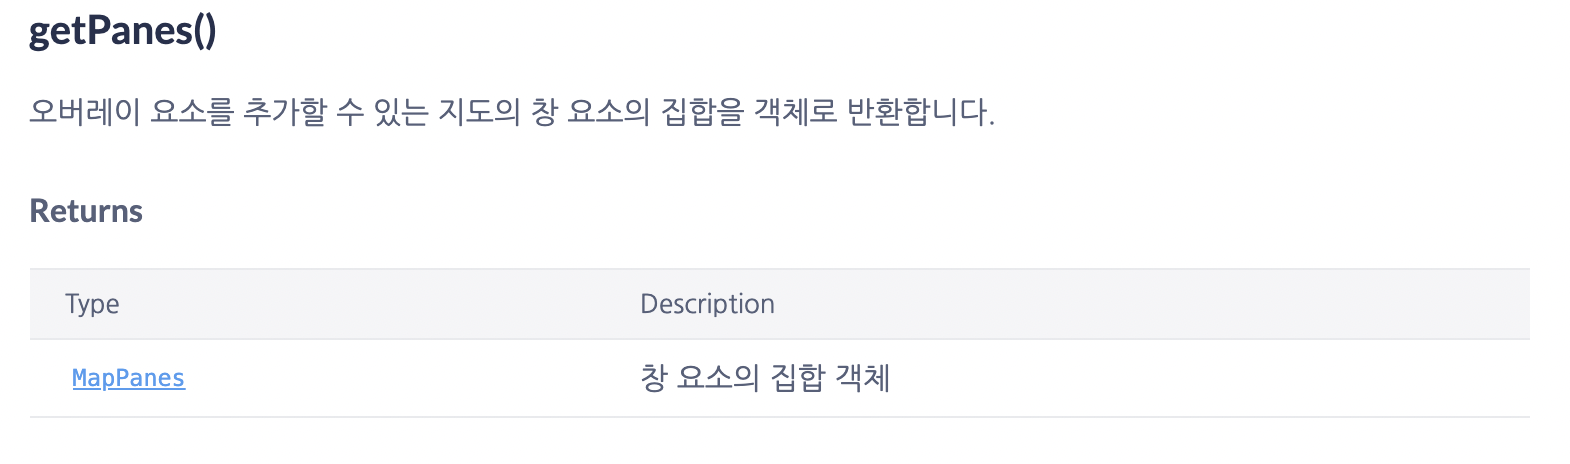 getPanes()
오버레이 요소를 추가할 수 있는 지도의 창 요소의 집합을 객체로 반환합니다.
Returns
Type Description
MapPanes 창 요소의 집합 객체